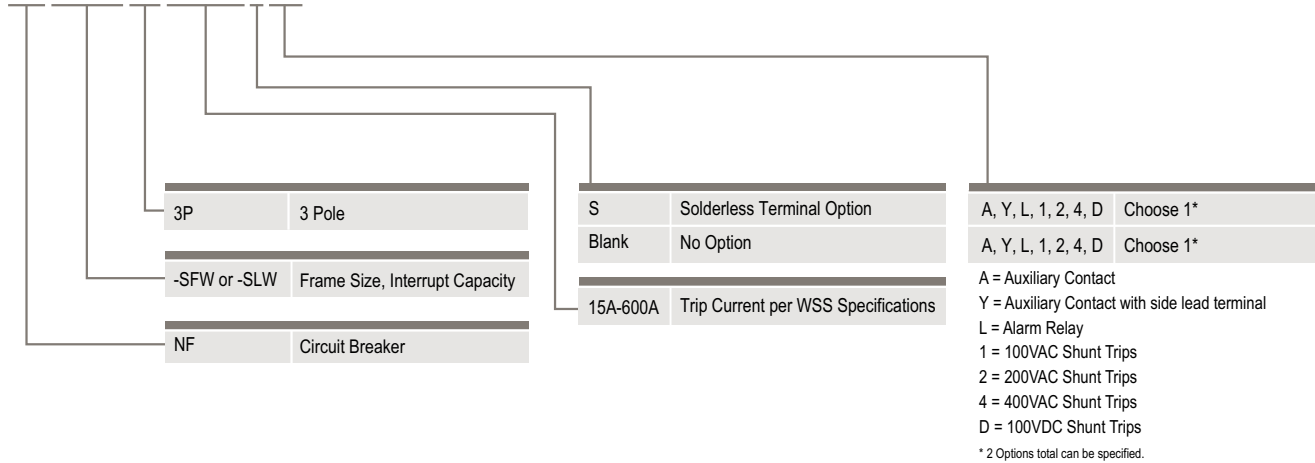 3P 3 Pole
-SFW or -SLW Frame Size, Interrupt Capacity
NF Circuit Breaker
S Solderless Terminal Option
Blank No Option
15A-600A Trip Current per WSS Specifications
A, Y, L, 1, 2, 4, D Choose 1*
A, Y, L, 1, 2, 4, D Choose 1*
A = Auxiliary Contact
Y = Auxiliary Contact with side lead terminal
L = Alarm Relay
1 = 100VAC Shunt Trips
2 = 200VAC Shunt Trips
4 = 400VAC Shunt Trips
D = 100VDC Shunt Trips
* 2 Options total can be specified.